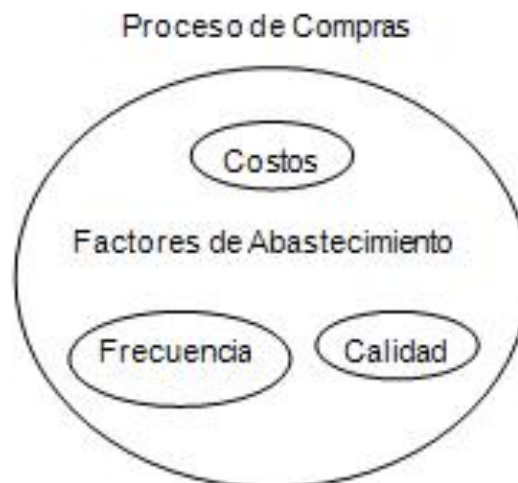 Proceso de Compras
Costos
Factores de Abastecimiento
Frecuencia
Calidad